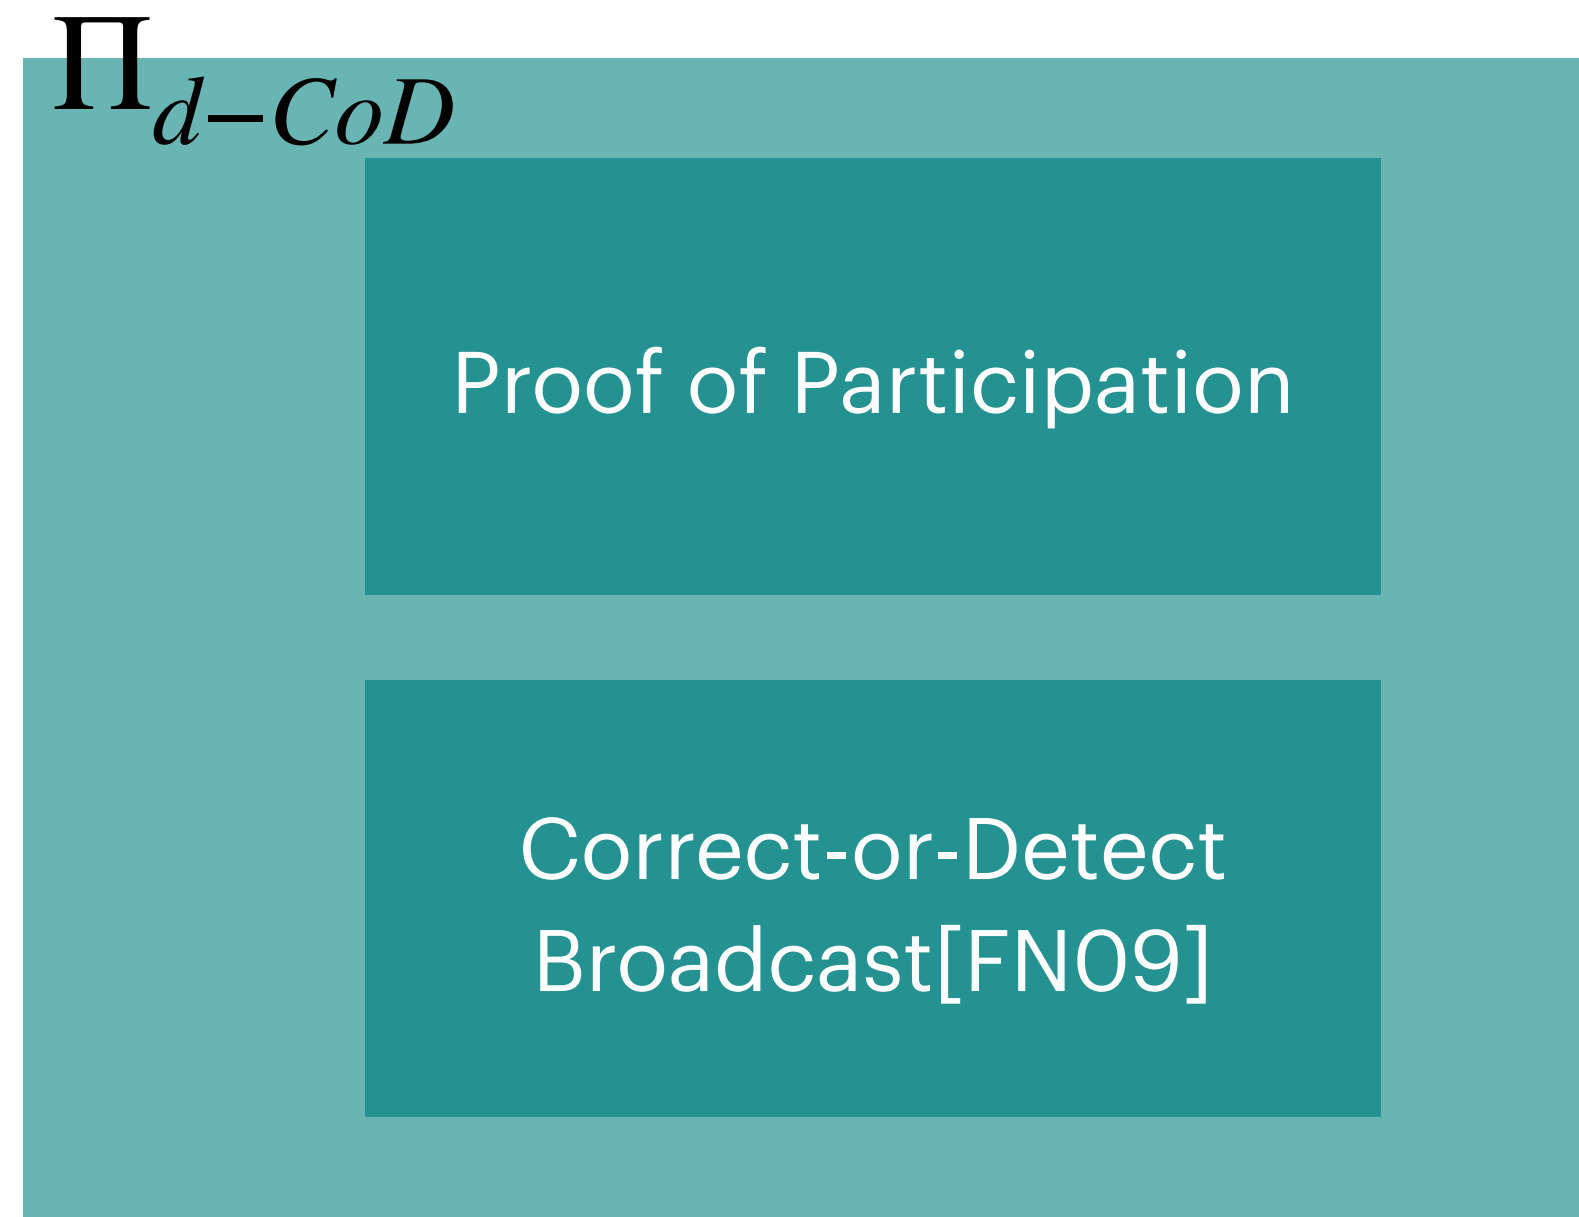 Π_{d−CoD}
Proof of Participation
Correct-or-Detect
Broadcast[FN09]